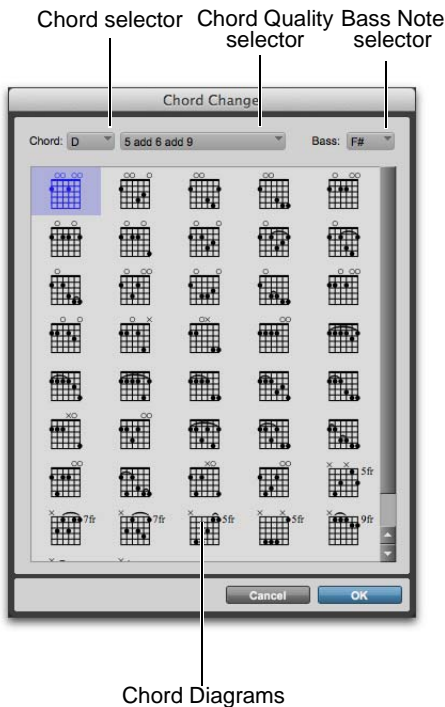 Chord selector
Chord Quality selector
Bass Note selector
Chord Change
Chord: D 5 add 6 add 9 Bass: F#
5fr
7fr 7fr 5fr 5fr 9fr
Cancel OK
Chord Diagrams